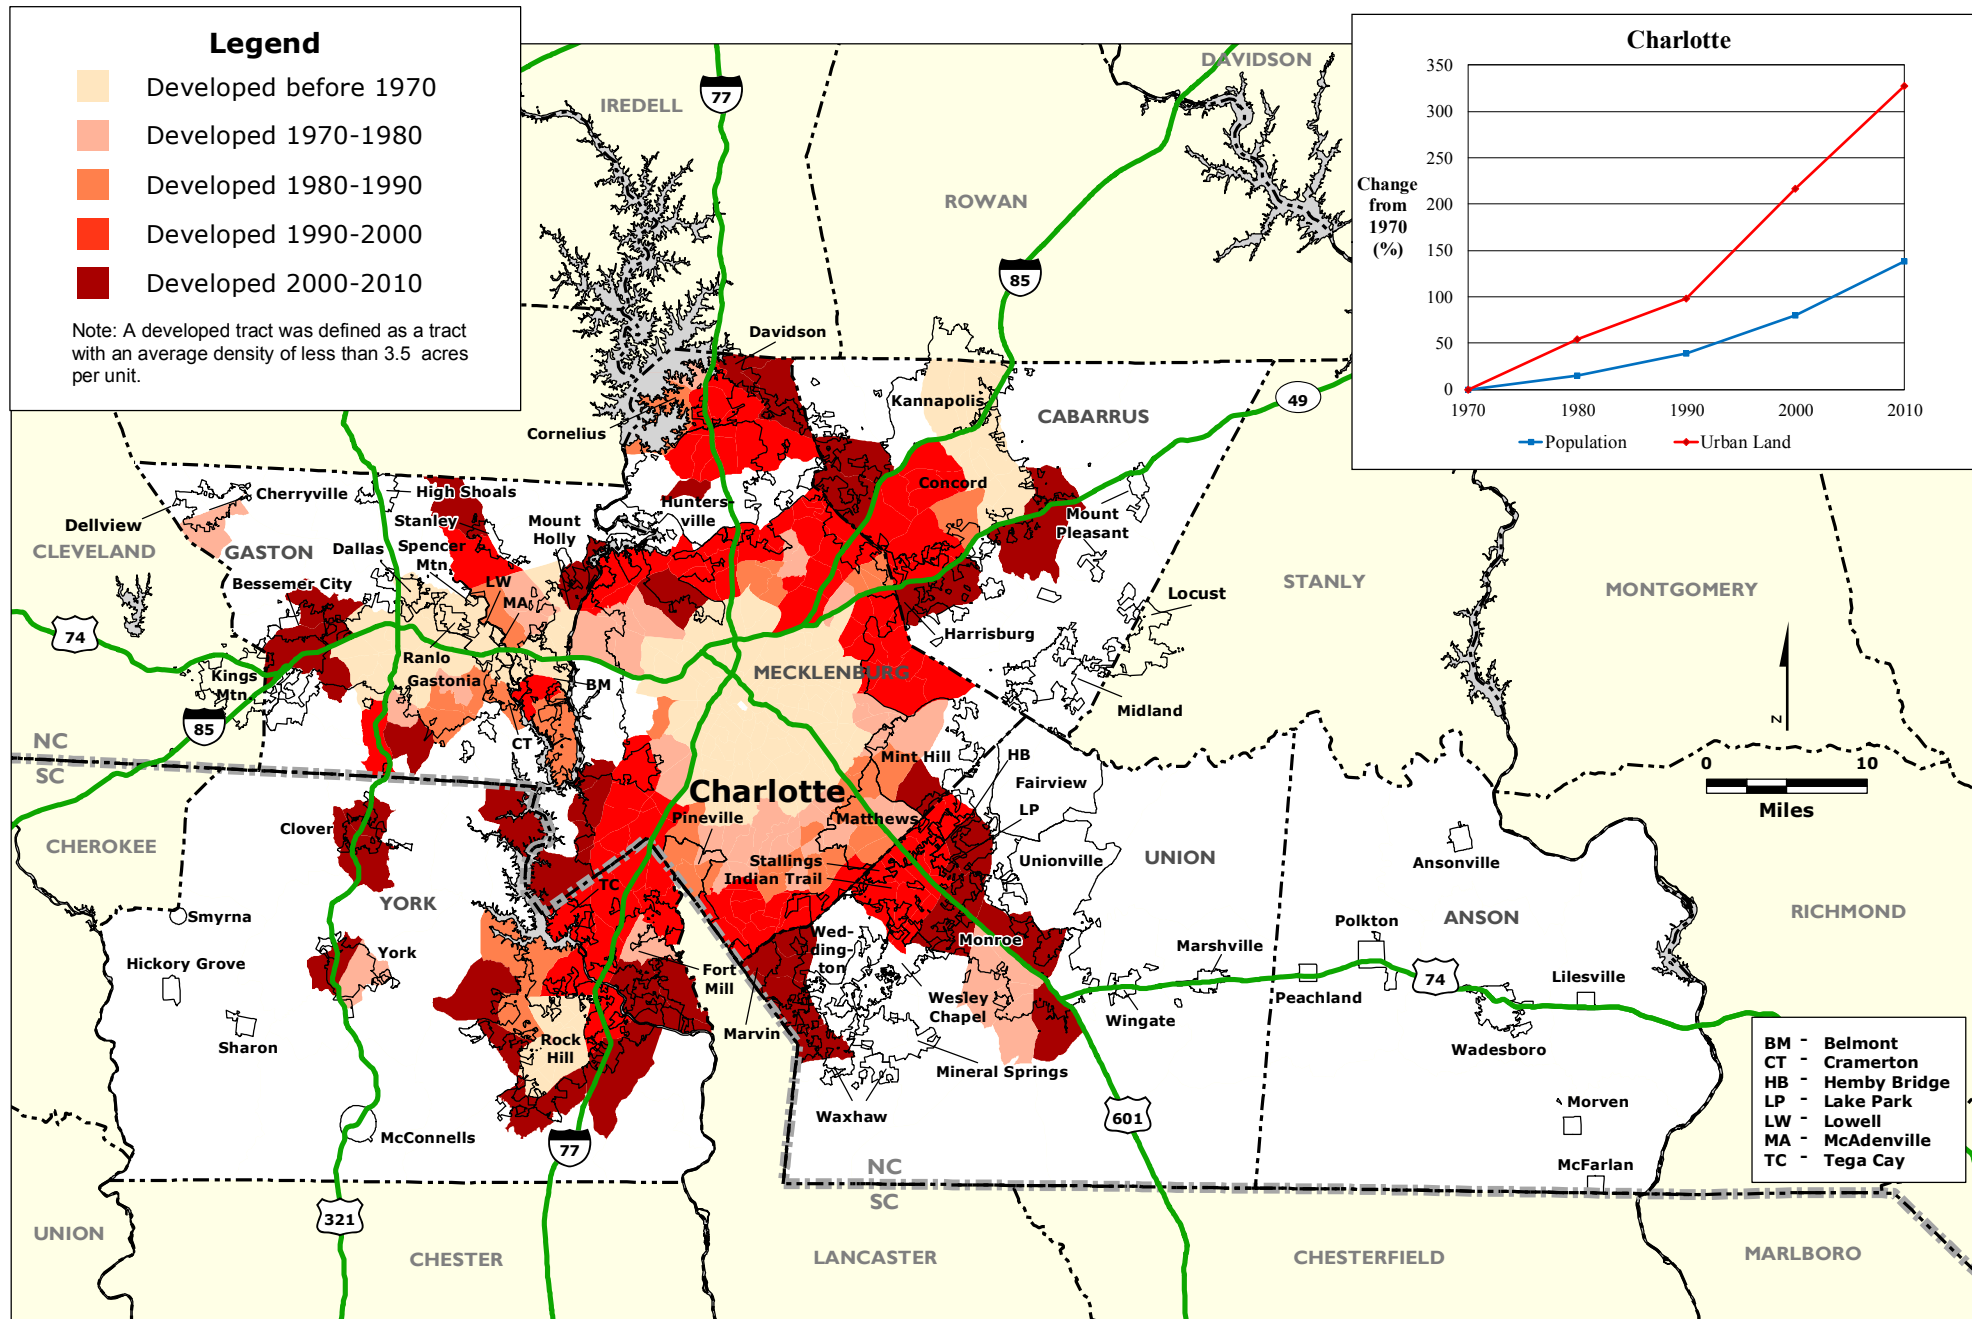 Legend
Developed before 1970
Developed 1970-1980
Developed 1980-1990
Developed 1990-2000
Developed 2000-2010
Note: A developed tract was defined as a tract
with an average density of less than 3.5 acres
per unit.
Charlotte
350
300
250
200
150
100
50
0
Change
from
1970
(%)
1970
1980
1990
2000
2010
Population
Urban Land
DAVIDSON
IREDELL
77
ROWAN
85
Davidson
49
Kannapolis
CABARRUS
Cornelius
Cherryville
High Shoals
Concord
Dellview
Stanley
Mount
Holly
Hunters-
ville
Mount
Pleasant
CLEVELAND
GASTON
Dallas
Spencer
Mtn.
Bessemer City
LW
MA
STANLY
MONTGOMERY
Locust
74
Harrisburg
Ranlo
Gastonia
Kings
Mtn.
BM
MECKLENBURG
Midland
85
CT
Mint Hill
HB
N
NC
SC
Fairview
0
10
Miles
Charlotte
LP
Pineville
Matthews
Clover
CHEROKEE
Stallings
Indian Trail
Unionville
UNION
Ansonville
TC
YORK
Smyrna
Polkton
ANSON
RICHMOND
Wed-
ding-
ton
Monroe
Marshville
York
Hickory Grove
Fort
Mill
74
Lilesville
Peachland
Wesley
Chapel
Wingate
Marvin
Sharon
Rock
Hill
Wadesboro
Mineral Springs
Waxhaw
601
Morven
McConnells
77
McFarlan
NC
SC
321
UNION
CHESTER
LANCASTER
CHESTERFIELD
MARLBORO
BM - Belmont
CT - Cramerton
HB - Hemby Bridge
LP - Lake Park
LW - Lowell
MA - McAdenville
TC - Tega Cay